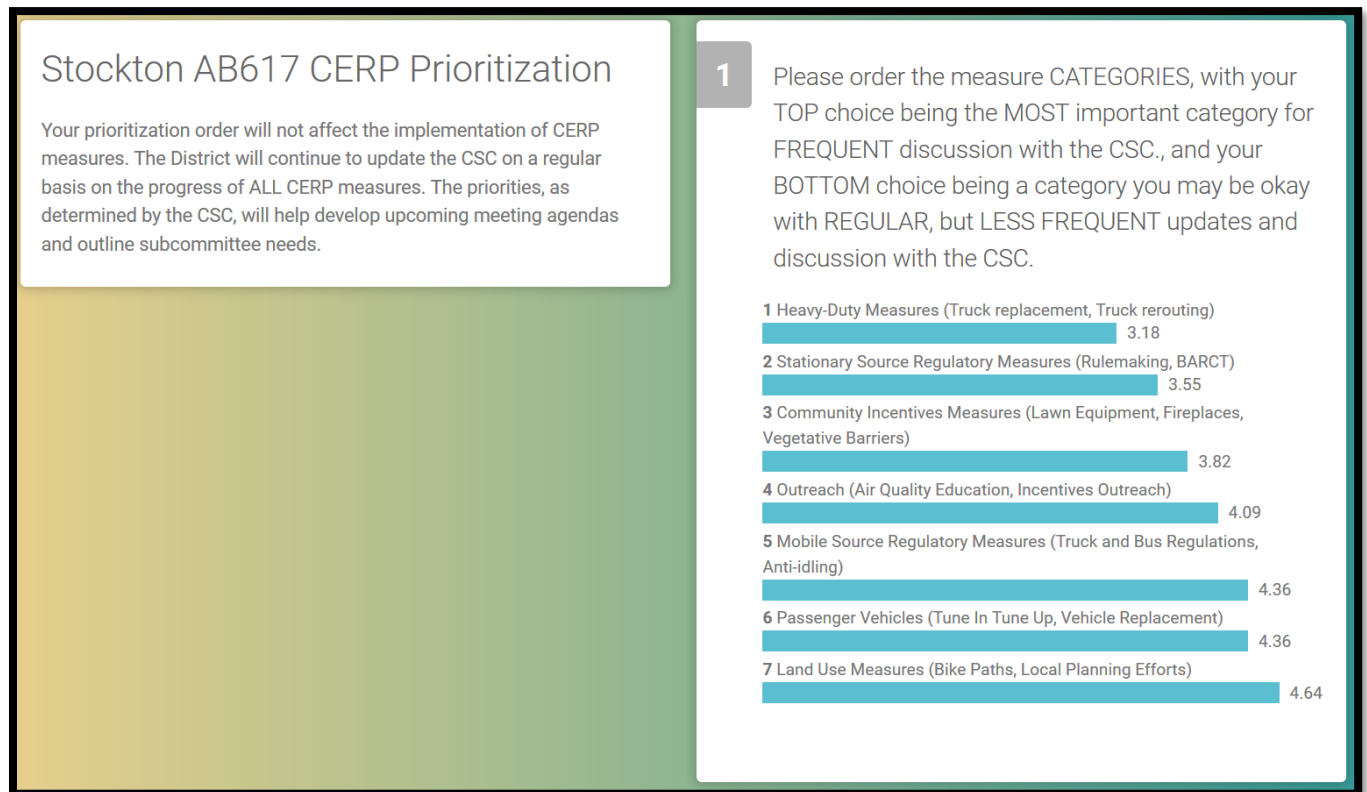 Stockton AB617 CERP Prioritization
Your prioritization order will not affect the implementation of CERP
measures. The District will continue to update the CSC on a regular
basis on the progress of ALL CERP measures. The priorities, as
determined by the CSC, will help develop upcoming meeting agendas
and outline subcommittee needs.
1
Please order the measure CATEGORIES, with your
TOP choice being the MOST important category for
FREQUENT discussion with the CSC., and your
BOTTOM choice being a category you may be okay
with REGULAR, but LESS FREQUENT updates and
discussion with the CSC.
1 Heavy-Duty Measures (Truck replacement, Truck rerouting)
3.18
2 Stationary Source Regulatory Measures (Rulemaking, BARCT)
3.55
3 Community Incentives Measures (Lawn Equipment, Fireplaces,
Vegetative Barriers)
3.82
4 Outreach (Air Quality Education, Incentives Outreach)
4.09
5 Mobile Source Regulatory Measures (Truck and Bus Regulations,
Anti-idling)
4.36
6 Passenger Vehicles (Tune In Tune Up, Vehicle Replacement)
4.36
7 Land Use Measures (Bike Paths, Local Planning Efforts)
4.64